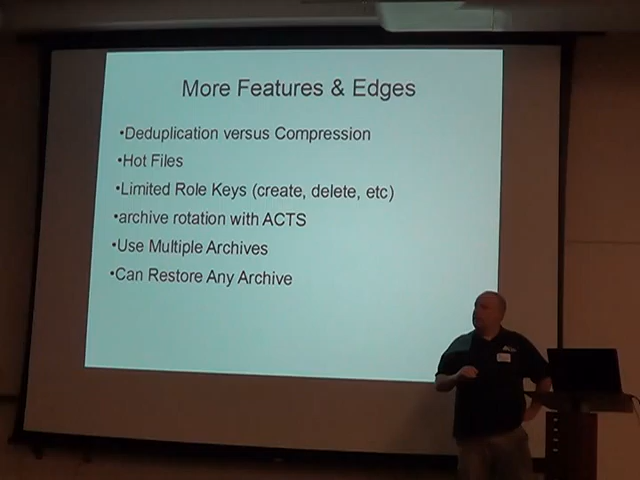 More Features & Edges
•Deduplication versus Compression
•Hot Files
•Limited Role Keys (create, delete, etc)
•archive rotation with ACTS
•Use Multiple Archives
•Can Restore Any Archive